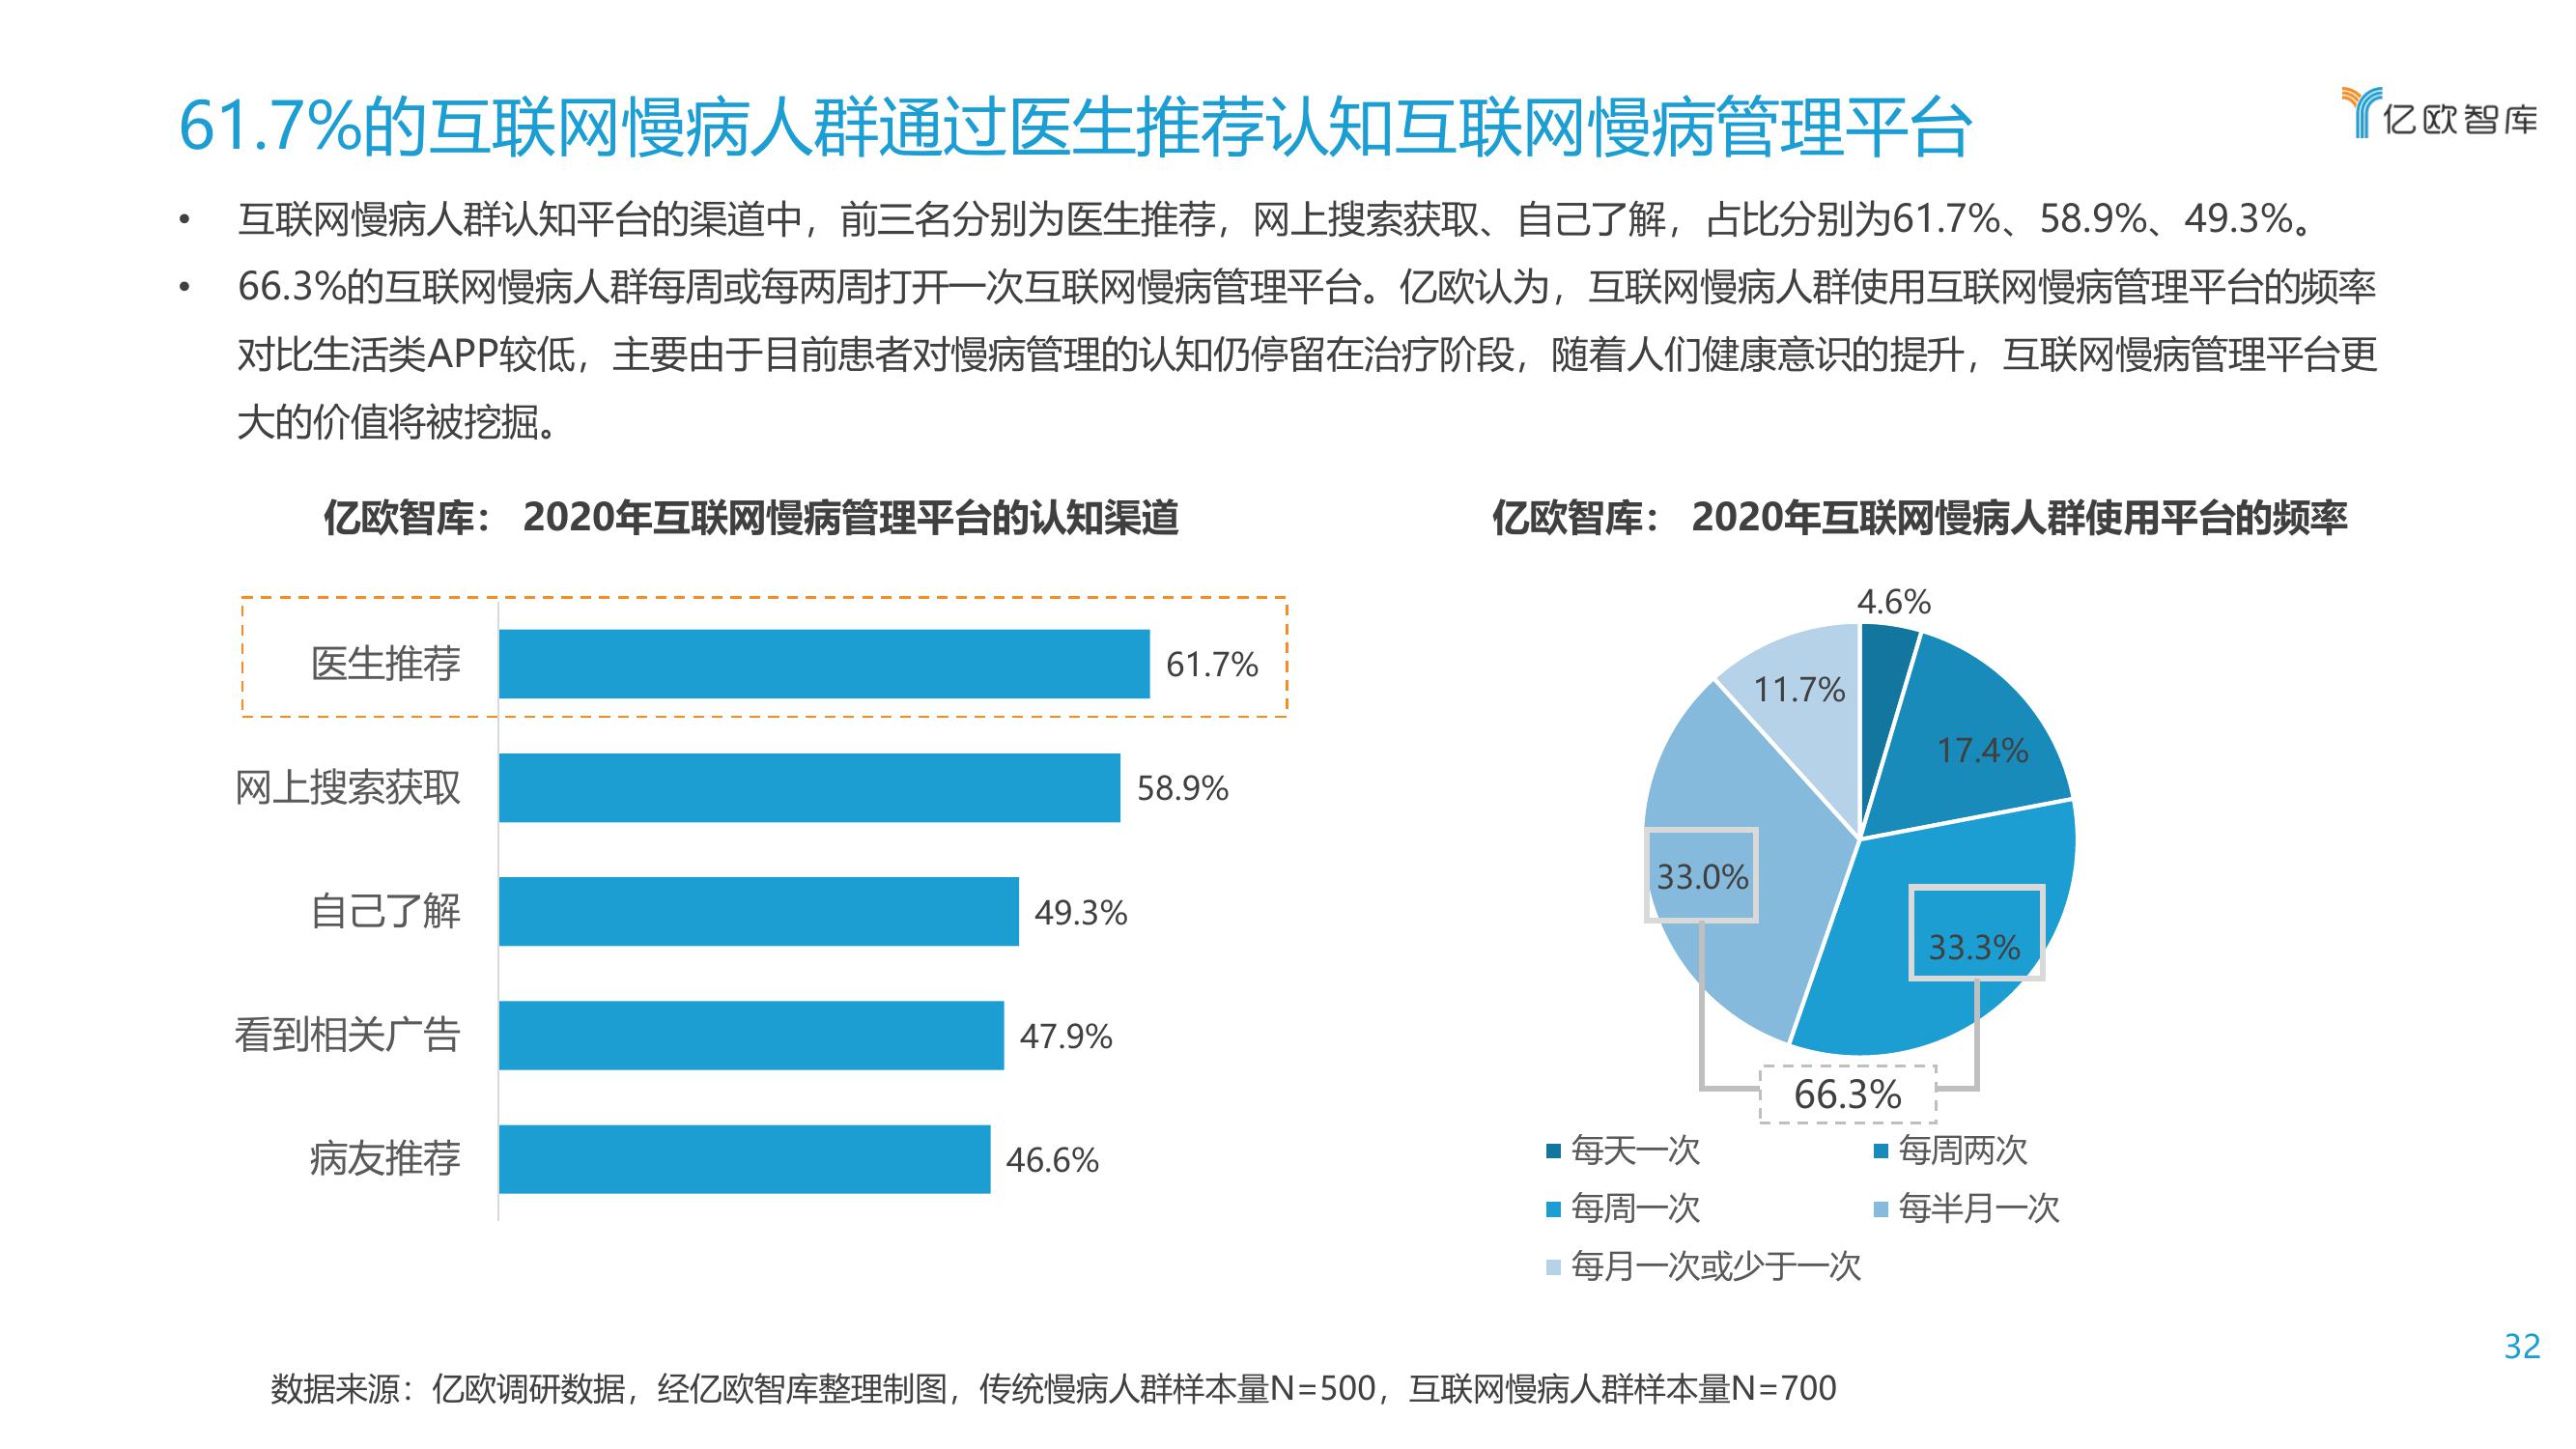 61.7%的互联网慢病人群通过医生推荐认知互联网慢病管理平台
亿欧智库
• 互联网慢病人群认知平台的渠道中，前三名分别为医生推荐，网上搜索获取、自己了解，占比分别为61.7%、58.9%、49.3%。
• 66.3%的互联网慢病人群每周或每两周打开一次互联网慢病管理平台。亿欧认为，互联网慢病人群使用互联网慢病管理平台的频率
对比生活类APP较低，主要由于目前患者对慢病管理的认知仍停留在治疗阶段，随着人们健康意识的提升，互联网慢病管理平台更
大的价值将被挖掘。
亿欧智库： 2020年互联网慢病管理平台的认知渠道
医生推荐 61.7%
网上搜索获取 58.9%
自己了解 49.3%
看到相关广告 47.9%
病友推荐 46.6%
亿欧智库： 2020年互联网慢病人群使用平台的频率
4.6%
11.7%
17.4%
33.0%
33.3%
66.3%
每天一次 每周两次
每周一次 每半月一次
每月一次或少于一次
32
数据来源：亿欧调研数据，经亿欧智库整理制图，传统慢病人群样本量N=500，互联网慢病人群样本量N=700